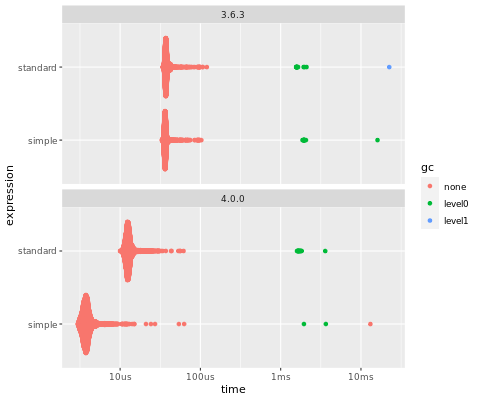 3.6.3
standard
simple
4.0.0
standard
simple
10us 100us 1ms 10ms
time
expression
gc
none
level0
level1